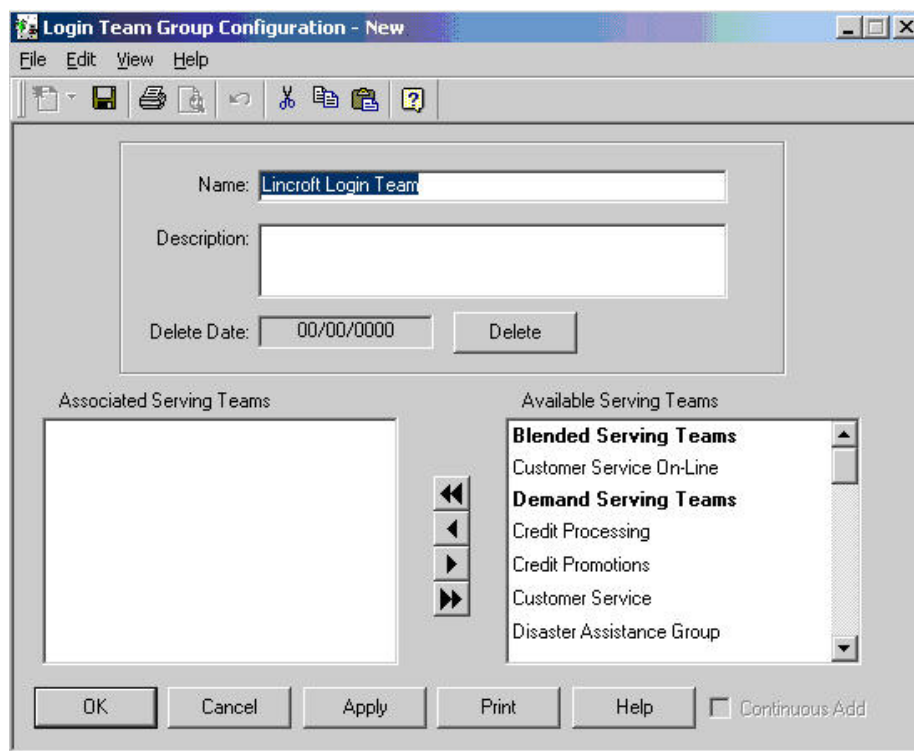 Login Team Group Configuration - New
File Edit View Help
Name: Lincroft Login Team
Description:
Delete Date: 00/00/0000 Delete
Associated Serving Teams
Available Serving Teams
Blended Serving Teams
Customer Service On-Line
Demand Serving Teams
Credit Processing
Credit Promotions
Customer Service
Disaster Assistance Group
OK Cancel Apply Print Help Continuous Add